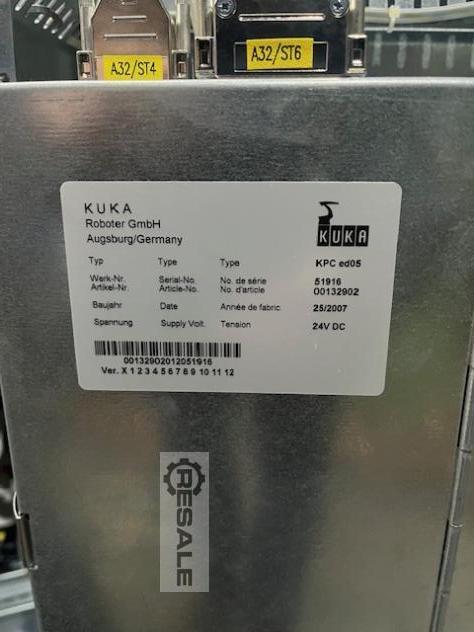 A32/ST4
A32/ST6
KUKA
Roboter GmbH
Augsburg/Germany
KUKA
Typ Type Type KPC ed05
Werk-Nr. Serial-No. No. de série 51916
Artikel-Nr. Article-No. No. d'article 00132902
Baujahr Date Année de fabric. 25/2007
Spannung Supply Volt. Tension 24V DC
00132902012051916
Ver. X 1 2 3 4 5 6 7 8 9 10 11 12
RESALE